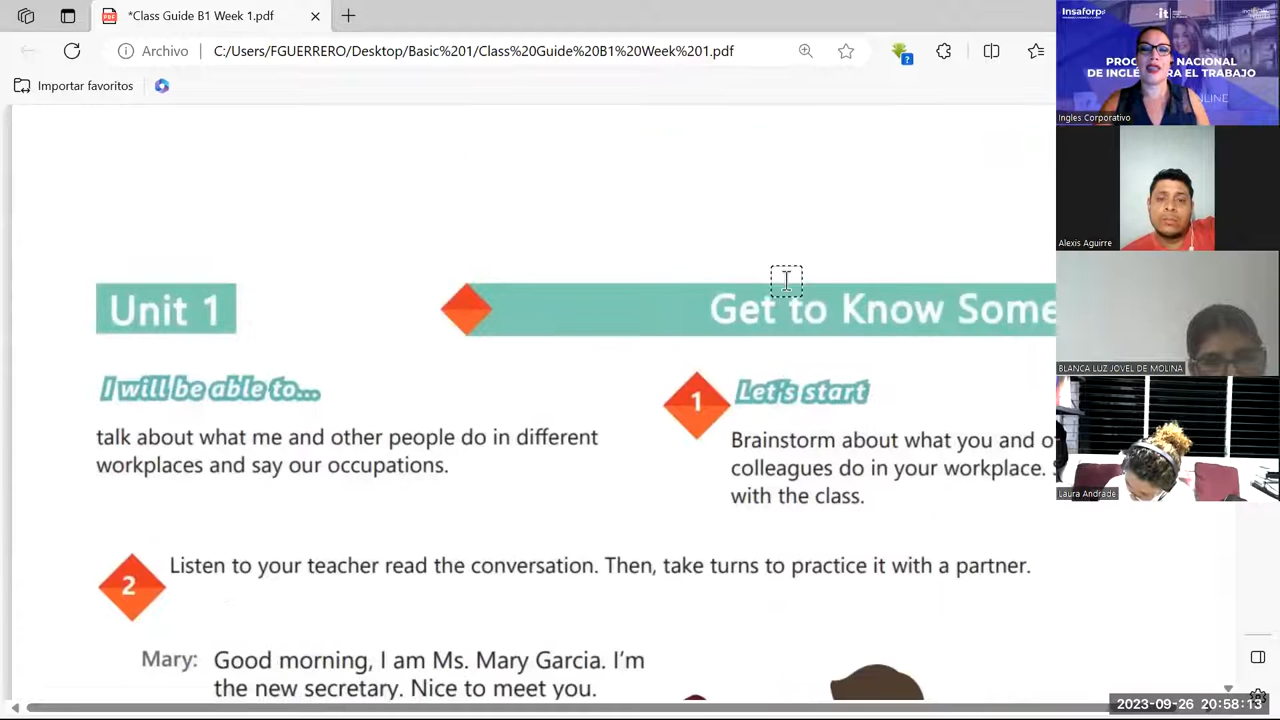 *Class Guide B1 Week 1.pdf
Archivo
C:/Users/FGUERRERO/Desktop/Basic%201/Class%20Guide%20B1%20Week%201.pdf
Importar favoritos
Unit 1
Get to Know Some
I will be able to...
talk about what me and other people do in different
workplaces and say our occupations.
1
Let's start
Brainstorm about what you and o
colleagues do in your workplace.
with the class.
2
Listen to your teacher read the conversation. Then, take turns to practice it with a partner.
Mary: Good morning, I am Ms. Mary Garcia. I'm
the new secretary. Nice to meet you.
Insaforp
it
NACIONAL
DE INGL RA EL TRABAJO
NLINE
Ingles Corporativo
Alexis Aguirre
BLANCA LUZ JOVEL DE MOLINA
Laura Andrade
2023-09-26 20:58:13